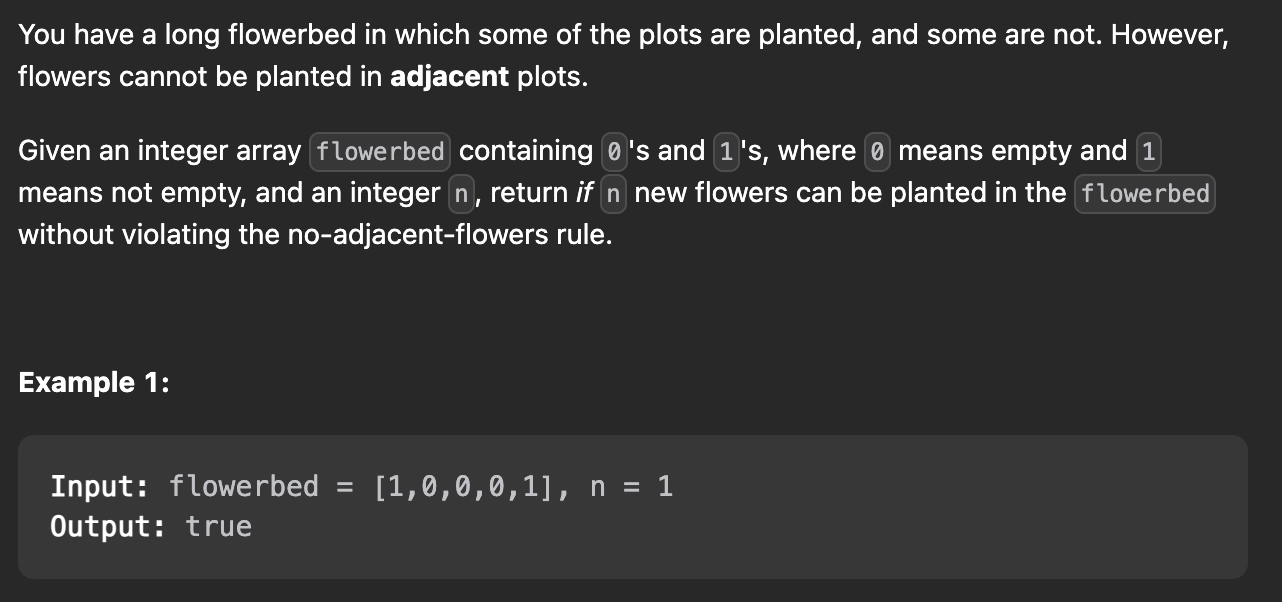 You have a long flowerbed in which some of the plots are planted, and some are not. However,
flowers cannot be planted in adjacent plots.
Given an integer array flowerbed containing 0's and 1's, where 0 means empty and 1
means not empty, and an integer n, return if n new flowers can be planted in the flowerbed
without violating the no-adjacent-flowers rule.
Example 1:
Input: flowerbed = [1,0,0,0,1], n = 1
Output: true